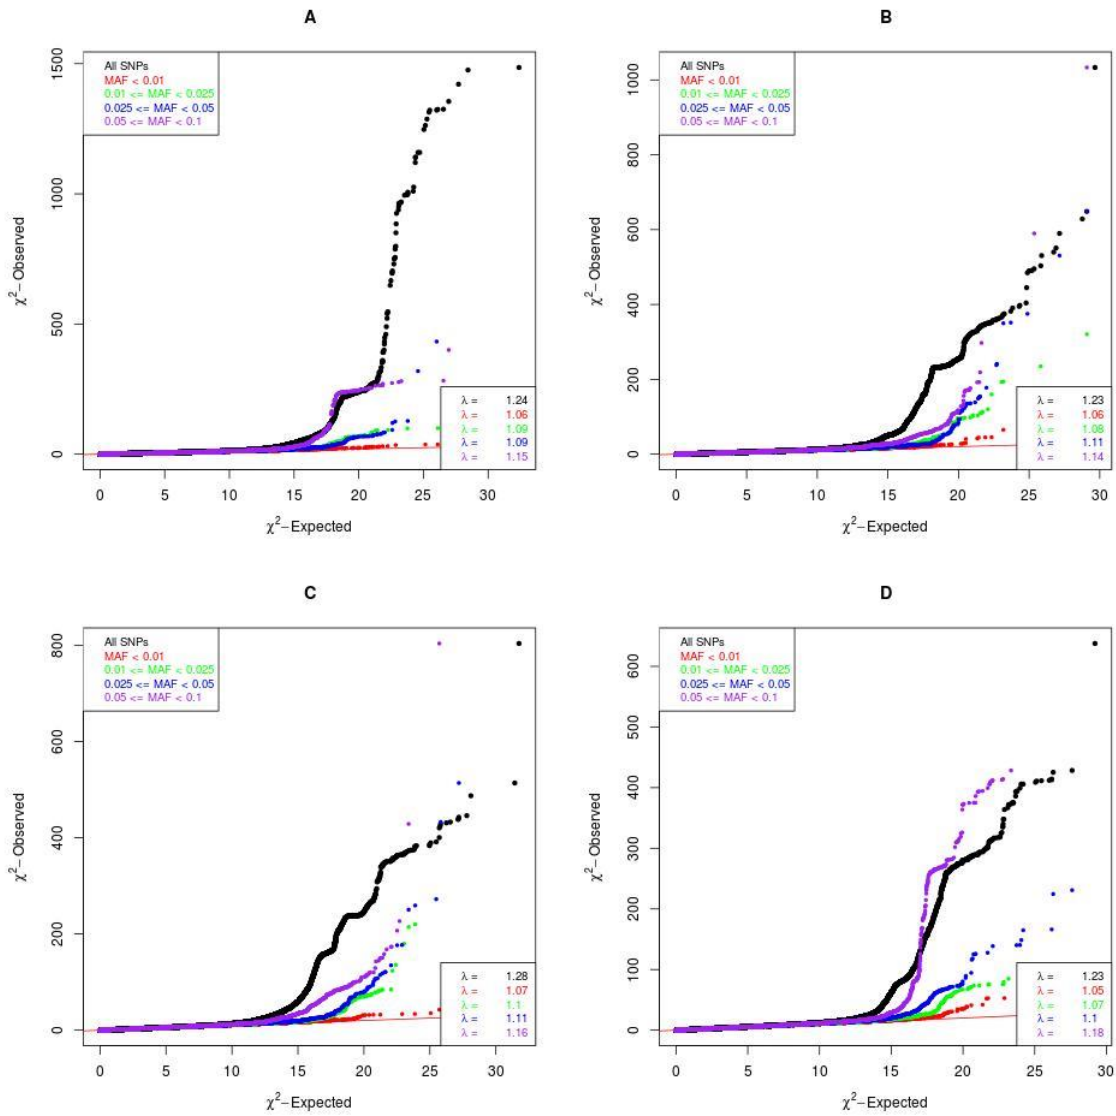 A
All SNPs
MAF < 0.01
0.01 <= MAF < 0.025
0.025 <= MAF < 0.05
0.05 <= MAF < 0.1
1500
1000
500
0
χ²–Observed
λ = 1.24
λ = 1.06
λ = 1.09
λ = 1.09
λ = 1.15
0 5 10 15 20 25 30
χ²–Expected
B
All SNPs
MAF < 0.01
0.01 <= MAF < 0.025
0.025 <= MAF < 0.05
0.05 <= MAF < 0.1
1000
800
600
400
200
0
χ²–Observed
λ = 1.23
λ = 1.06
λ = 1.08
λ = 1.11
λ = 1.14
0 5 10 15 20 25 30
χ²–Expected
C
All SNPs
MAF < 0.01
0.01 <= MAF < 0.025
0.025 <= MAF < 0.05
0.05 <= MAF < 0.1
800
600
400
200
0
χ²–Observed
λ = 1.28
λ = 1.07
λ = 1.1
λ = 1.11
λ = 1.16
0 5 10 15 20 25 30
χ²–Expected
D
All SNPs
MAF < 0.01
0.01 <= MAF < 0.025
0.025 <= MAF < 0.05
0.05 <= MAF < 0.1
600
500
400
300
200
100
0
χ²–Observed
λ = 1.23
λ = 1.05
λ = 1.07
λ = 1.1
λ = 1.18
0 5 10 15 20 25 30
χ²–Expected